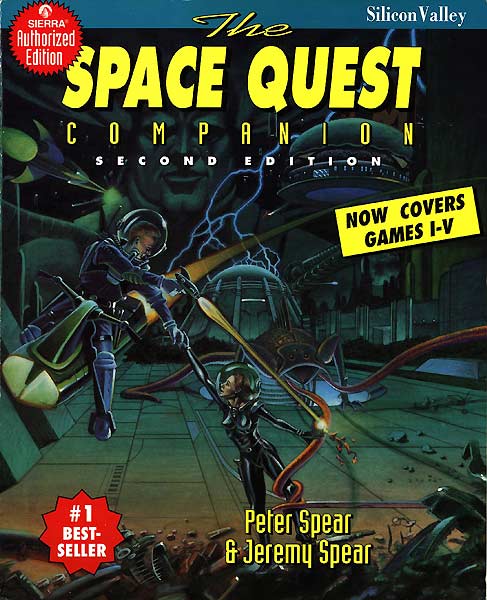 SIERRA
Authorized
Edition
Silicon Valley
The
SPACE QUEST
COMPANION
SECOND EDITION
NOW COVERS
GAMES I-V
#1
BEST-
SELLER
Peter Spear
& Jeremy Spear